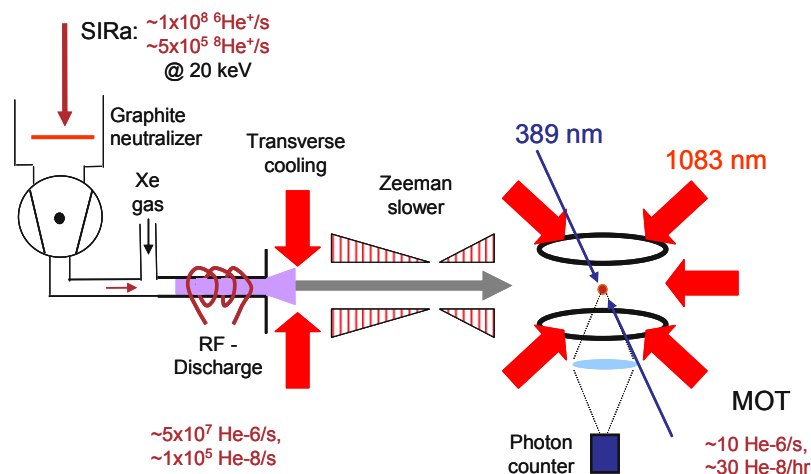 SIRa:
~1x10⁸ ⁶He⁺/s
~5x10⁵ ⁸He⁺/s
@ 20 keV
Graphite
neutralizer
Xe
gas
Transverse
cooling
Zeeman
slower
389 nm
1083 nm
RF -
Discharge
~5x10⁷ He-6/s,
~1x10⁵ He-8/s
Photon
counter
MOT
~10 He-6/s,
~30 He-8/hr